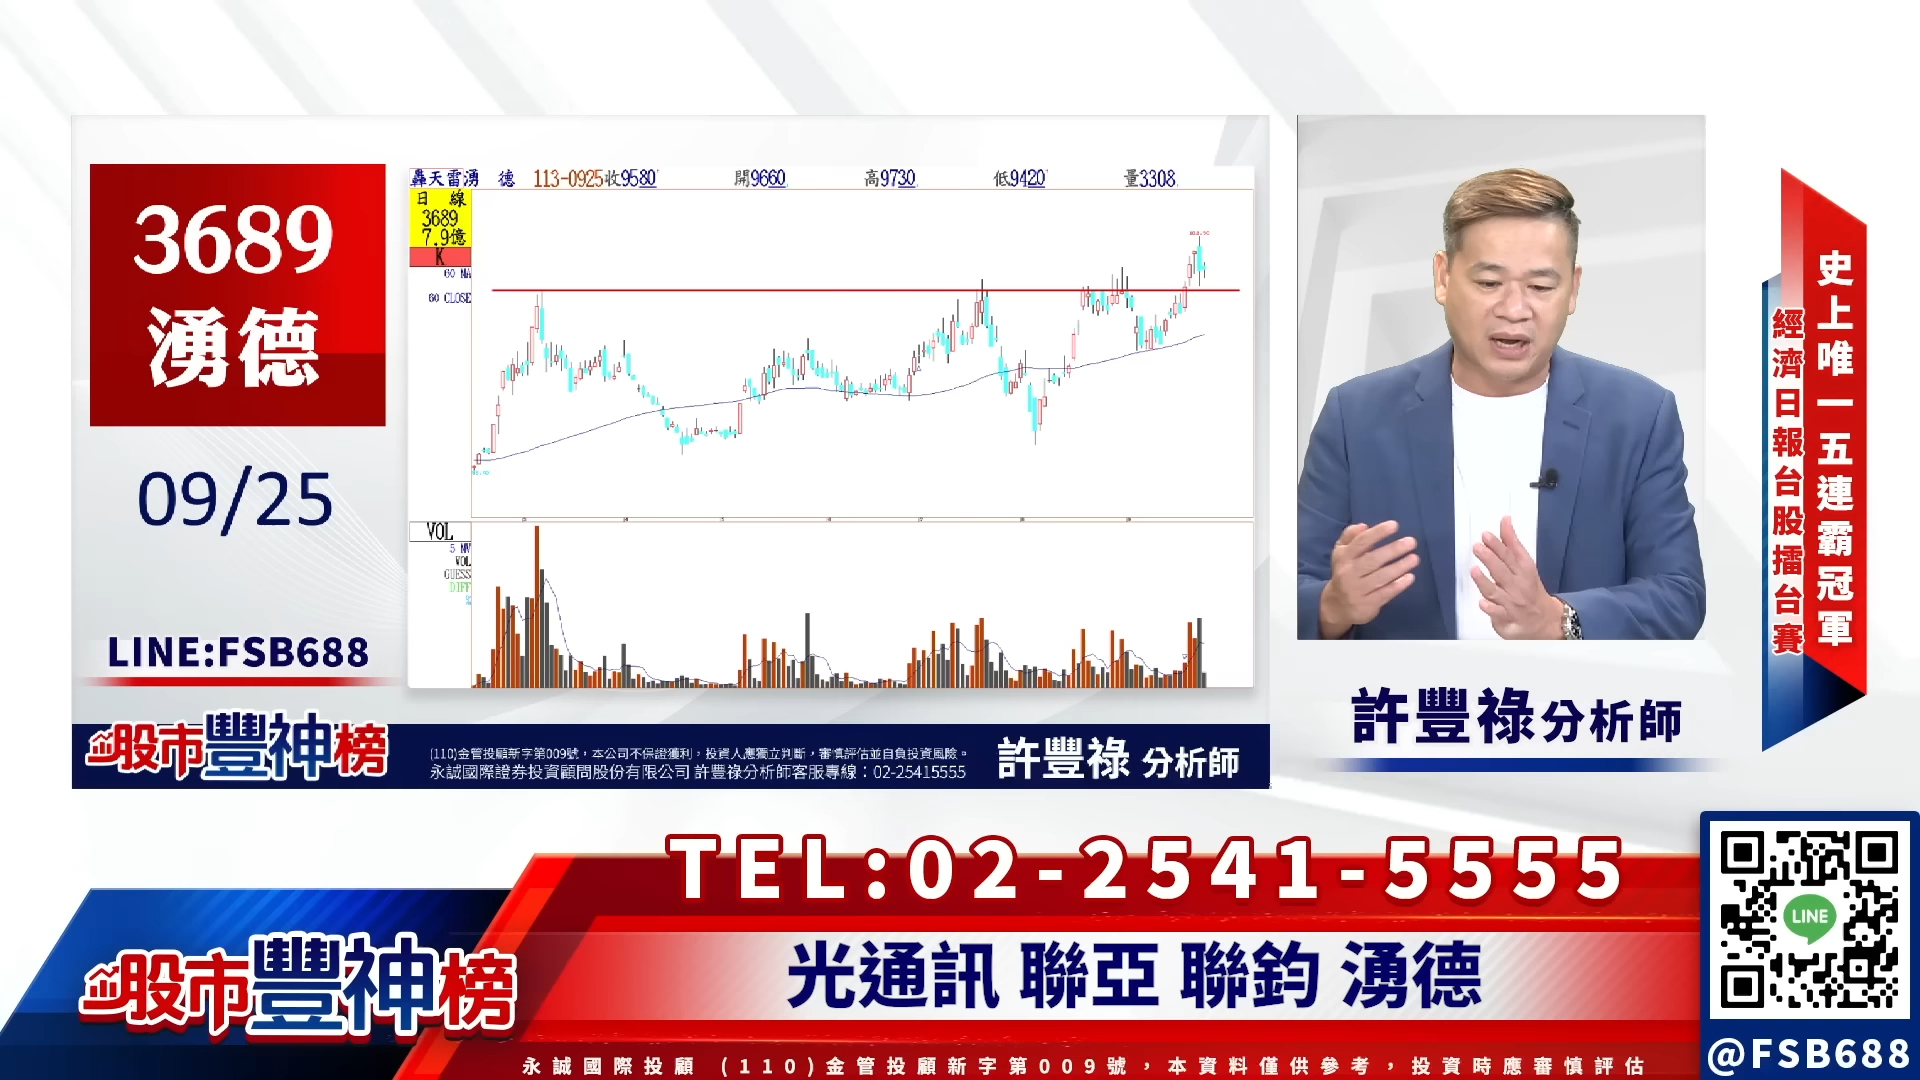 3689
湧德
09/25
LINE:FSB688
轟天雷湧 德 113-0925收9580 開9660 高9730 低9420 量3308
日 線
3689
7.9億
K
60 MA
60 CLOSE
VOL
5 MV
VOL
GUESS
DIFF
股市豐神榜
(110)金管投顧新字第009號,本公司不保證獲利,投資人應獨立判斷,審慎評估並自負投資風險。
永誠國際證券投資顧問股份有限公司 許豐祿分析師客服專線:02-25415555
許豐祿 分析師
許豐祿分析師
史上唯一五連霸冠軍
經濟日報台股擂台賽
TEL:02-2541-5555
股市豐神榜
光通訊 聯亞 聯鈞 湧德
永誠國際投顧 (110)金管投顧新字第009號,本資料僅供參考,投資時應審慎評估
LINE
@FSB688